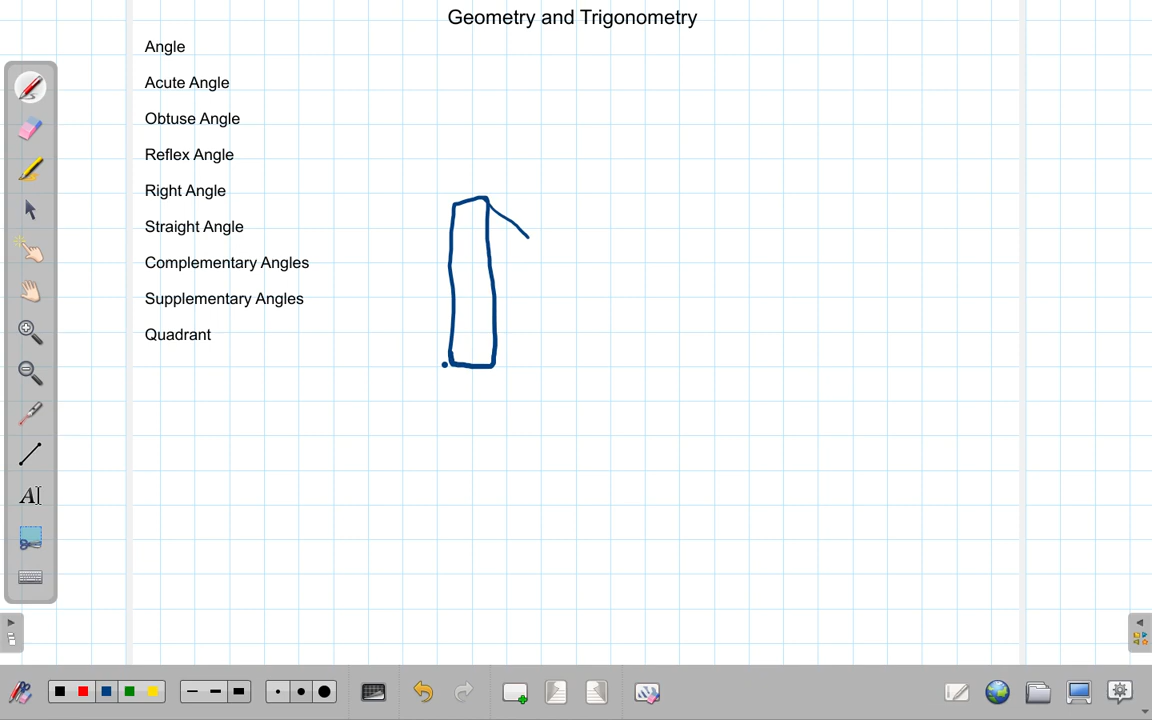 Geometry and Trigonometry
Angle
Acute Angle
Obtuse Angle
Reflex Angle
Right Angle
Straight Angle
Complementary Angles
Supplementary Angles
Quadrant